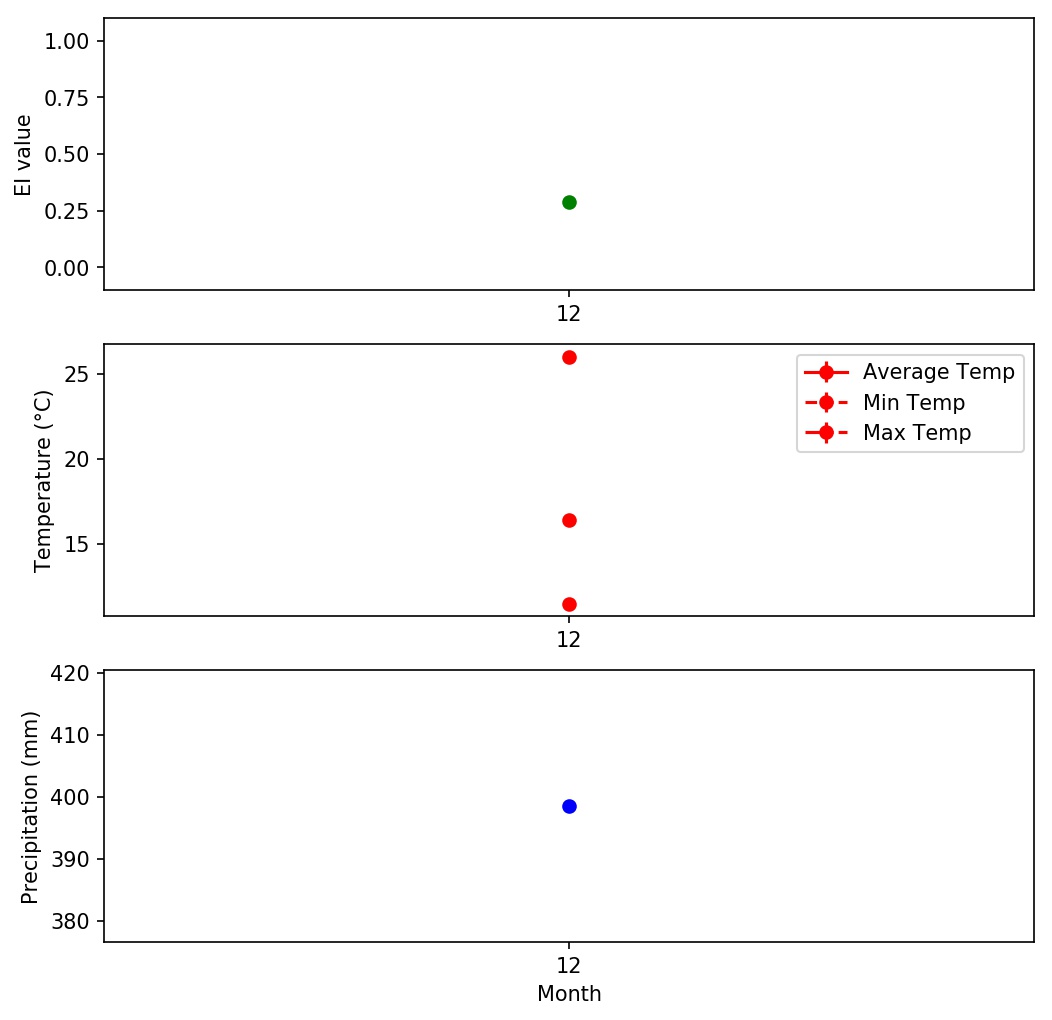 EI value
1.00
0.75
0.50
0.25
0.00
12
Temperature (°C)
25
20
15
Average Temp
Min Temp
Max Temp
12
Precipitation (mm)
420
410
400
390
380
12
Month